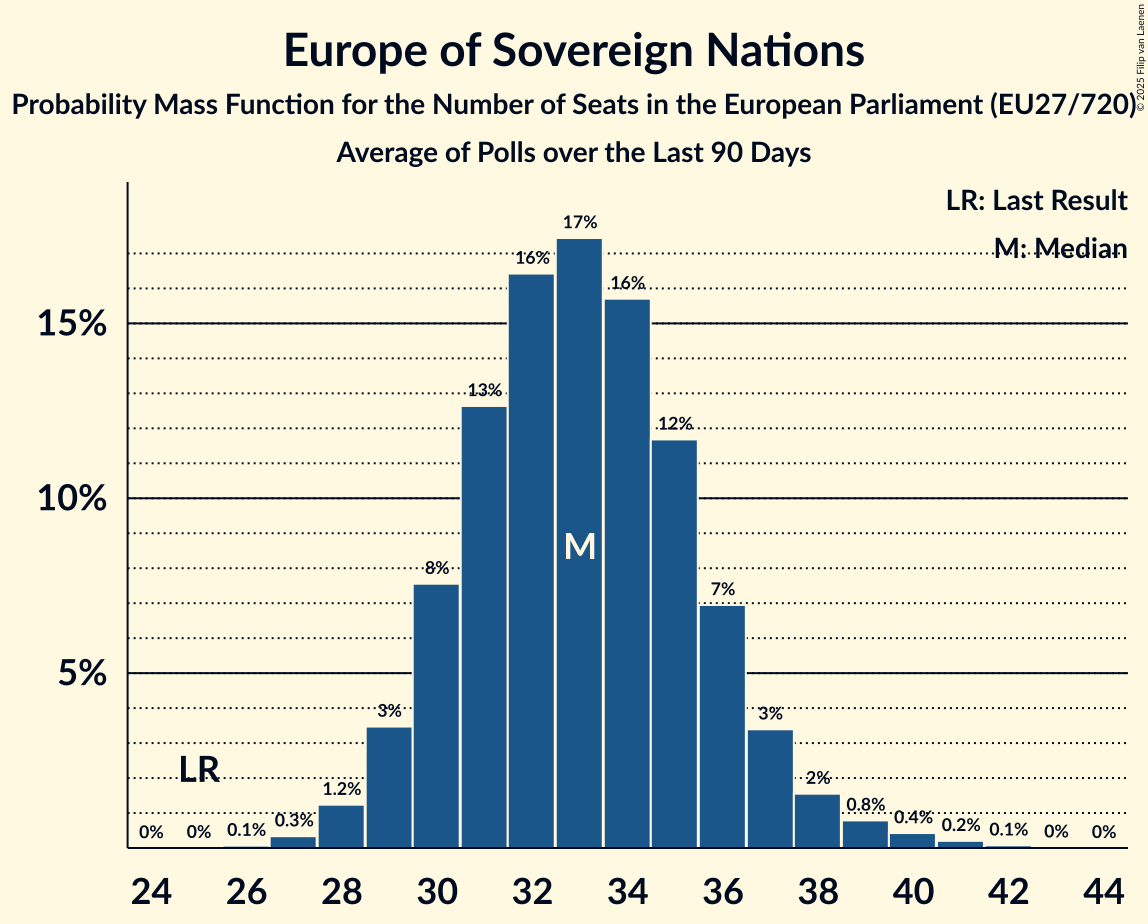 Europe of Sovereign Nations
Probability Mass Function for the Number of Seats in the European Parliament (EU27/720)
Average of Polls over the Last 90 Days
© 2025 Filip van Laenen
LR: Last Result
M: Median
17%
16%
16%
15%
13%
12%
10%
M
8%
7%
5%
3%
3%
LR
2%
1.2%
0.8%
0.3%
0.4%
0.2%
0% 0% 0.1% 0.1% 0% 0%
24 26 28 30 32 34 36 38 40 42 44